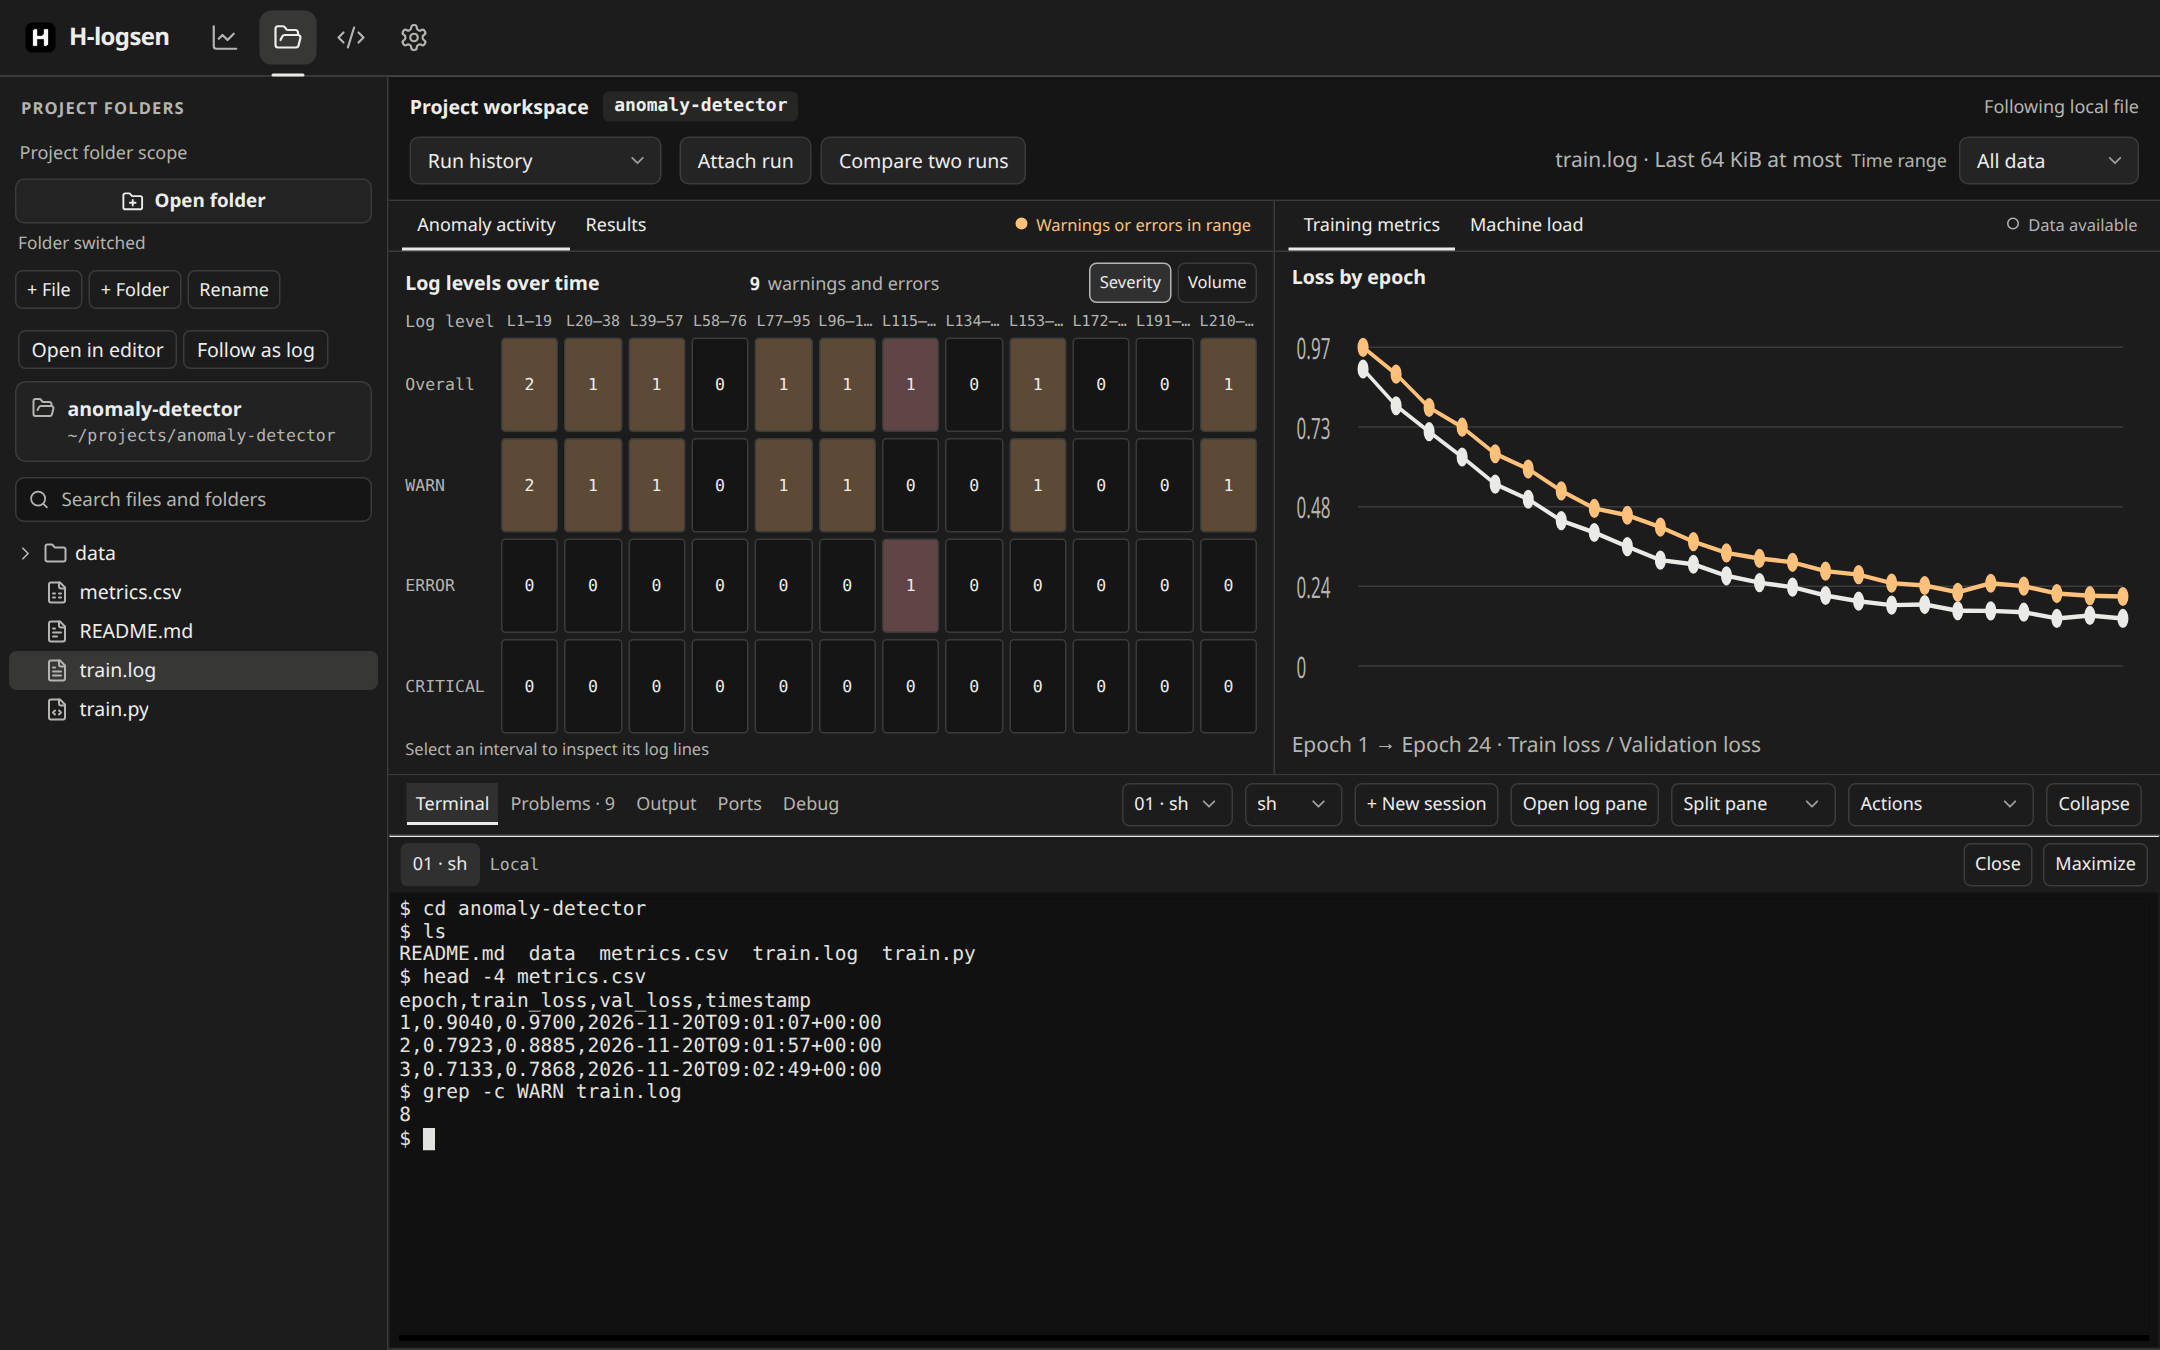 H-logsen
PROJECT FOLDERS
Project folder scope
Open folder
Folder switched
+ File
+ Folder
Rename
Open in editor
Follow as log
anomaly-detector
~/projects/anomaly-detector
Search files and folders
data
metrics.csv
README.md
train.log
train.py
Project workspace anomaly-detector
Following local file
Run history
Attach run
Compare two runs
train.log · Last 64 KiB at most
Time range
All data
Anomaly activity
Results
Warnings or errors in range
Log levels over time
9 warnings and errors
Severity
Volume
Log level L1–19 L20–38 L39–57 L58–76 L77–95 L96–1… L115–… L134–… L153–… L172–… L191–… L210–…
Overall 2 1 1 0 1 1 1 0 1 0 0 1
WARN 2 1 1 0 1 1 0 0 1 0 0 1
ERROR 0 0 0 0 0 0 1 0 0 0 0 0
CRITICAL 0 0 0 0 0 0 0 0 0 0 0 0
Select an interval to inspect its log lines
Training metrics
Machine load
Data available
Loss by epoch
0.97
0.73
0.48
0.24
0
Epoch 1 → Epoch 24 · Train loss / Validation loss
Terminal
Problems · 9
Output
Ports
Debug
01 · sh
sh
+ New session
Open log pane
Split pane
Actions
Collapse
01 · sh
Local
Close
Maximize
$ cd anomaly-detector
$ ls
README.md  data  metrics.csv  train.log  train.py
$ head -4 metrics.csv
epoch,train_loss,val_loss,timestamp
1,0.9040,0.9700,2026-11-20T09:01:07+00:00
2,0.7923,0.8885,2026-11-20T09:01:57+00:00
3,0.7133,0.7868,2026-11-20T09:02:49+00:00
$ grep -c WARN train.log
8
$